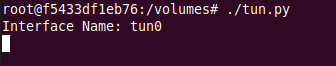 root@f5433df1eb76:/volumes# ./tun.py
Interface Name: tun0